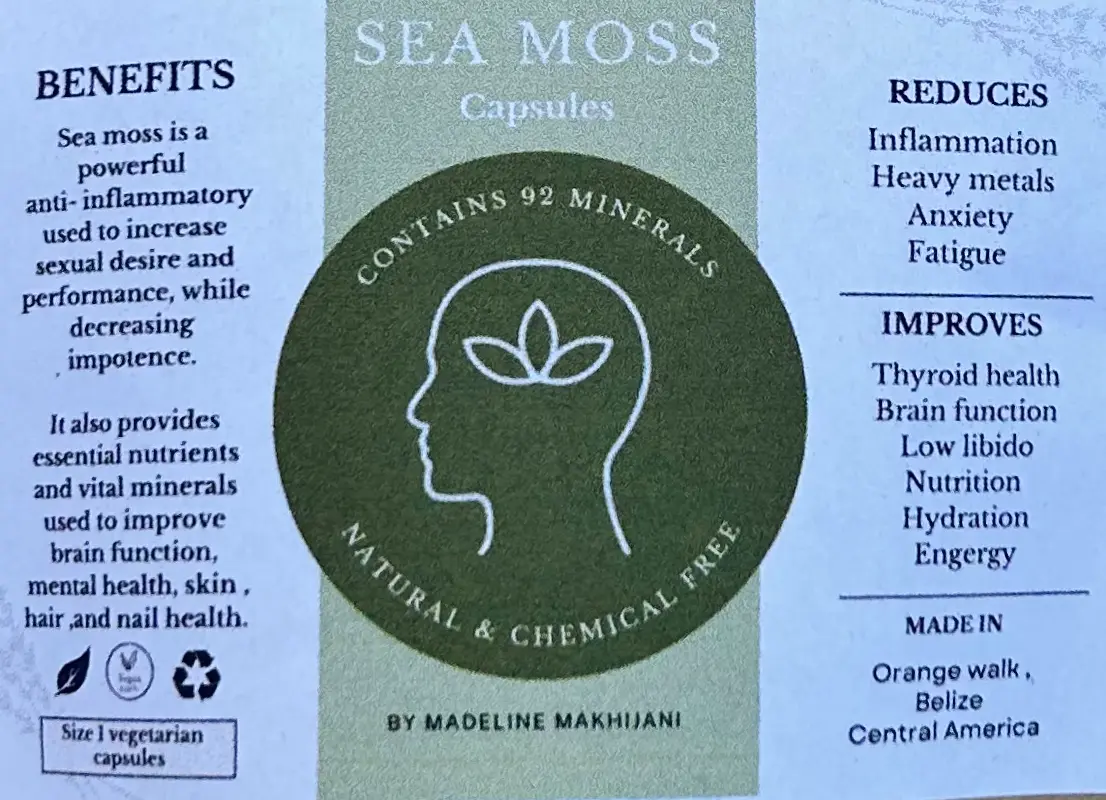 BENEFITS
Sea moss is a
powerful
anti- inflammatory
used to increase
sexual desire and
performance, while
decreasing
impotence.
It also provides
essential nutrients
and vital minerals
used to improve
brain function,
mental health, skin ,
hair ,and nail health.
Size 1 vegetarian
capsules
SEA MOSS
Capsules
CONTAINS 92 MINERALS
NATURAL & CHEMICAL FREE
BY MADELINE MAKHIJANI
REDUCES
Inflammation
Heavy metals
Anxiety
Fatigue
IMPROVES
Thyroid health
Brain function
Low libido
Nutrition
Hydration
Engergy
MADE IN
Orange walk ,
Belize
Central America